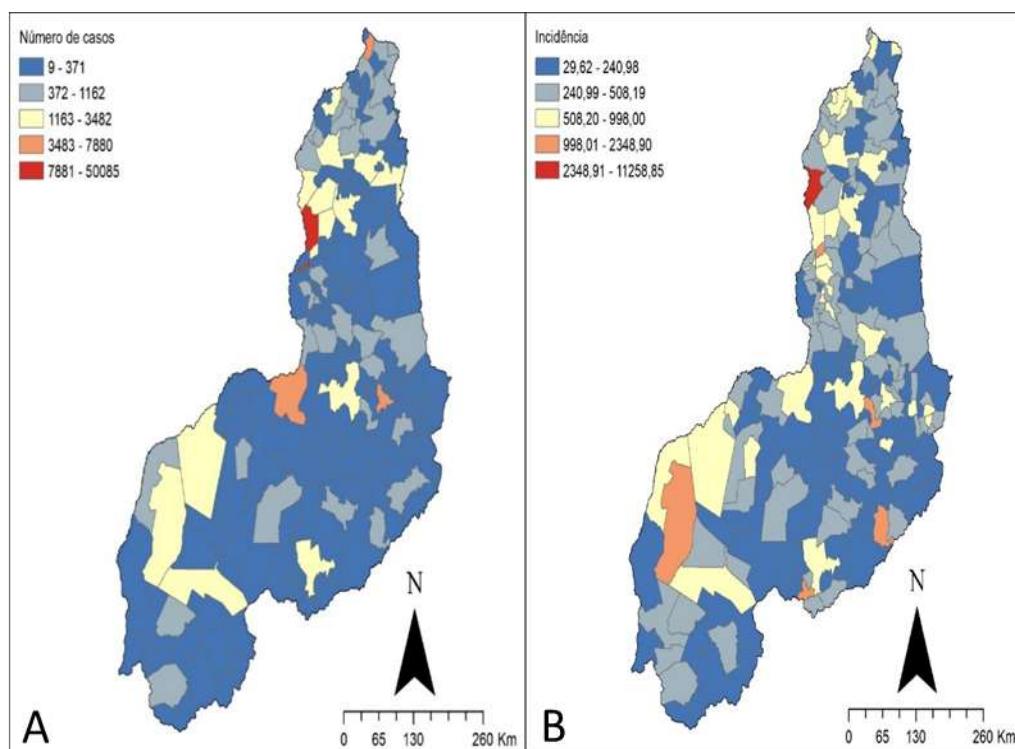 Número de casos
9 - 371
372 - 1162
1163 - 3482
3483 - 7880
7881 - 50085
N
0 65 130 260 Km
A
Incidência
29,62 - 240,98
240,99 - 508,19
508,20 - 998,00
998,01 - 2348,90
2348,91 - 11258,85
N
0 65 130 260 Km
B